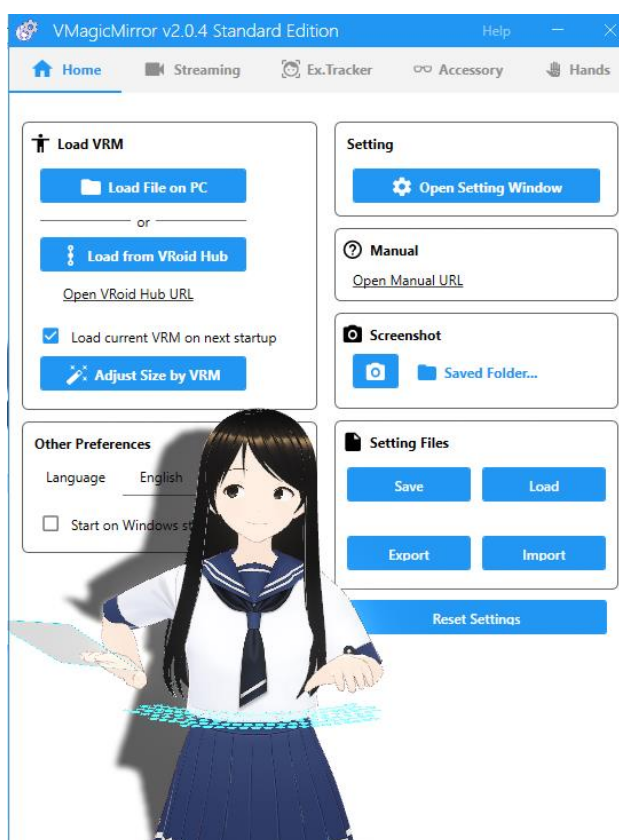 VMagicMirror v2.0.4 Standard Edition
Help
Home
Streaming
Ex.Tracker
Accessory
Hands
Load VRM
Load File on PC
or
Load from VRoid Hub
Open VRoid Hub URL
Load current VRM on next startup
Adjust Size by VRM
Other Preferences
Language
English
Start on Windows
Setting
Open Setting Window
Manual
Open Manual URL
Screenshot
Saved Folder...
Setting Files
Save
Load
Export
Import
Reset Settings